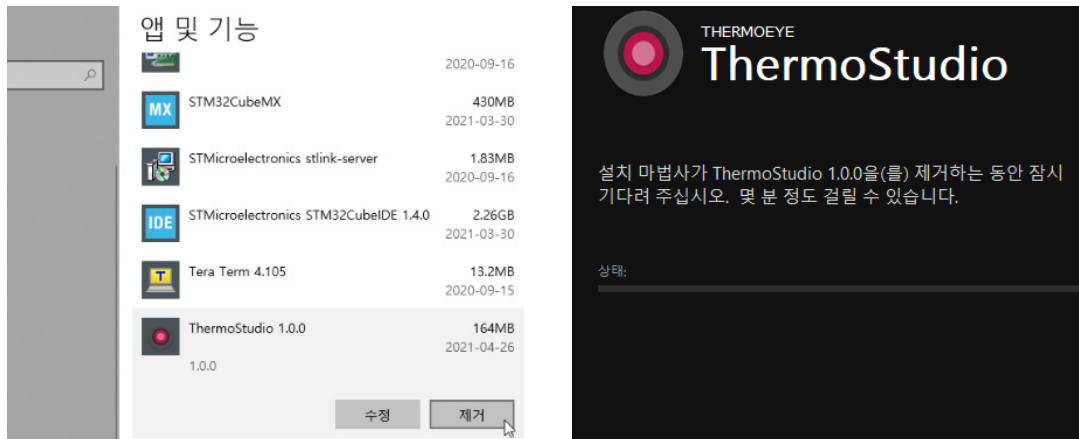 앱 및 기능
2020-09-16
MX
STM32CubeMX
430MB
2021-03-30
STMicroelectronics stlink-server
1.83MB
2020-09-16
IDE
STMicroelectronics STM32CubeIDE 1.4.0
2.26GB
2021-03-30
T
Tera Term 4.105
13.2MB
2020-09-15
ThermoStudio 1.0.0
164MB
2021-04-26
1.0.0
수정
제거
THERMOEYE
ThermoStudio
설치 마법사가 ThermoStudio 1.0.0을(를) 제거하는 동안 잠시
기다려 주십시오. 몇 분 정도 걸릴 수 있습니다.
상태: